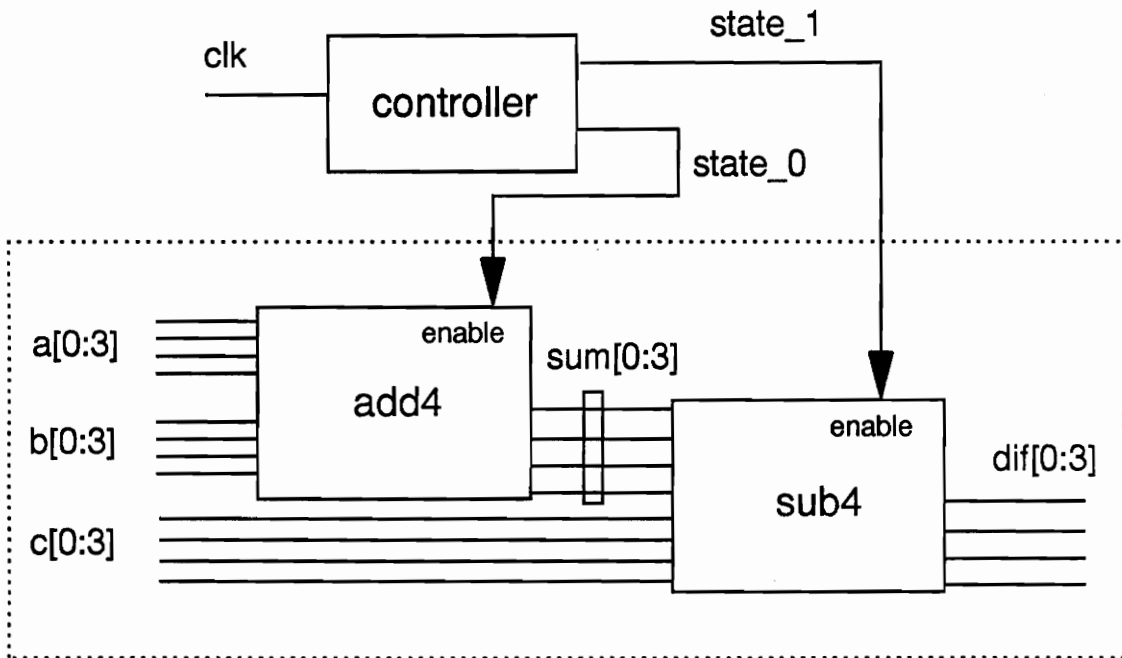 state_1
clk
controller
state_0
enable
a[0:3]
sum[0:3]
add4
enable
b[0:3]
dif[0:3]
sub4
c[0:3]